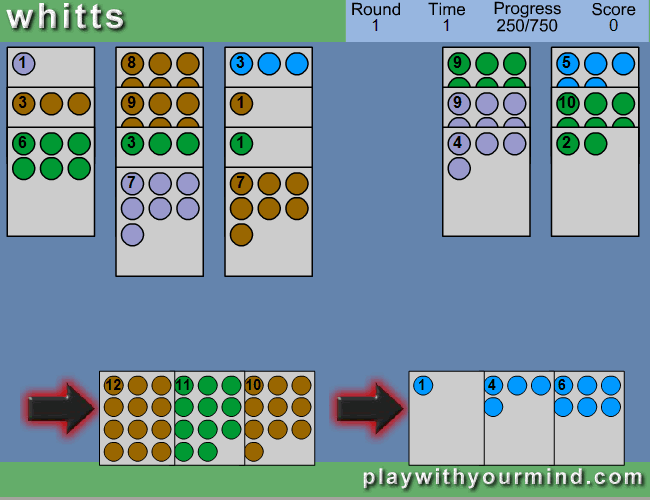 whitts
Round Time Progress Score
1 1 250/750 0
1 8 3 9 5
3 9 1 9 10
6 3 1 4 2
7 7
12 11 10 1 4 6
playwithyourmind.com